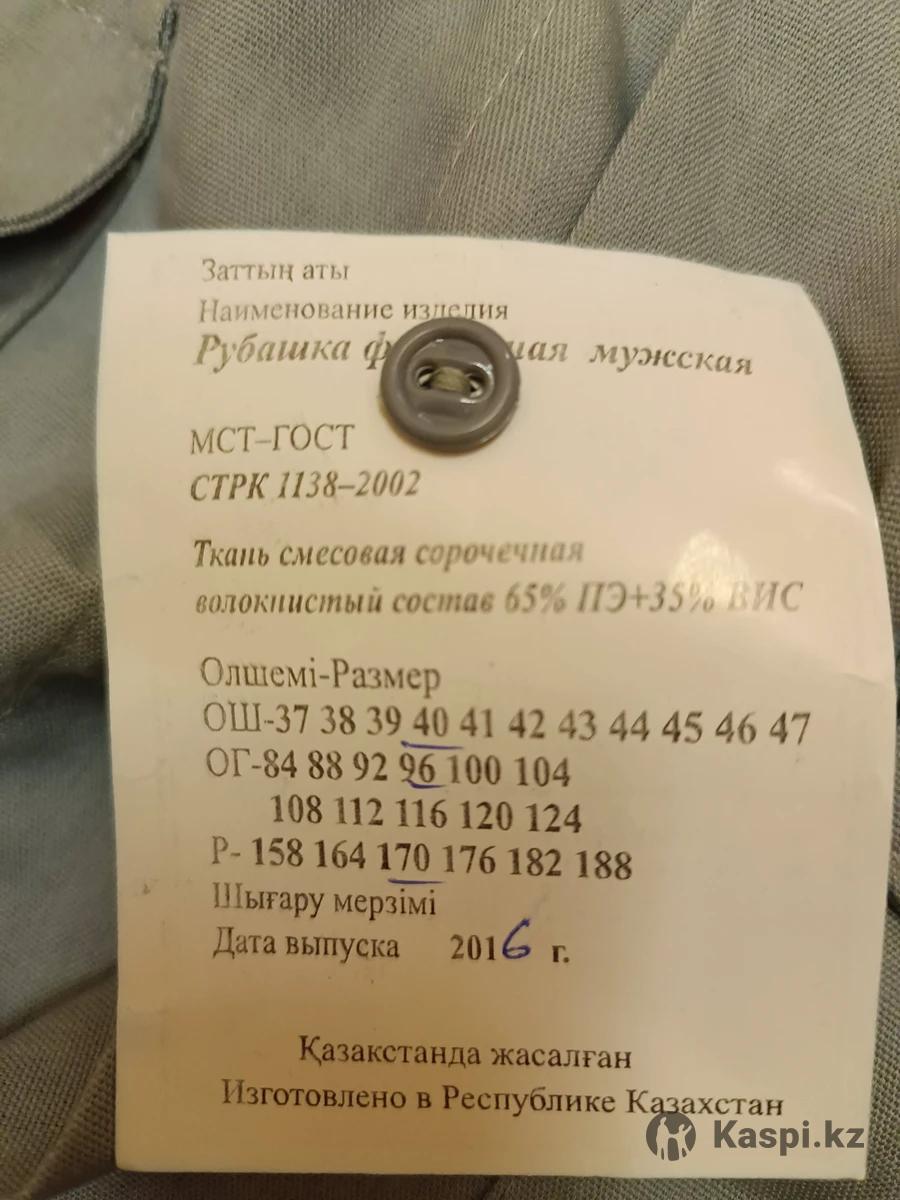 Заттың аты
Наименование изделия
Рубашка мужская
МСТ–ГОСТ
СТРК 1138–2002
Ткань смесовая сорочечная
волокнистый состав 65% ПЭ+35% ВИС
Олшемі-Размер
ОШ-37 38 39 40 41 42 43 44 45 46 47
ОГ-84 88 92 96 100 104
108 112 116 120 124
Р- 158 164 170 176 182 188
Шығару мерзімі
Дата выпуска 2016 г.
Қазакстанда жасалған
Изготовлено в Республике Казахстан
Kaspi.kz